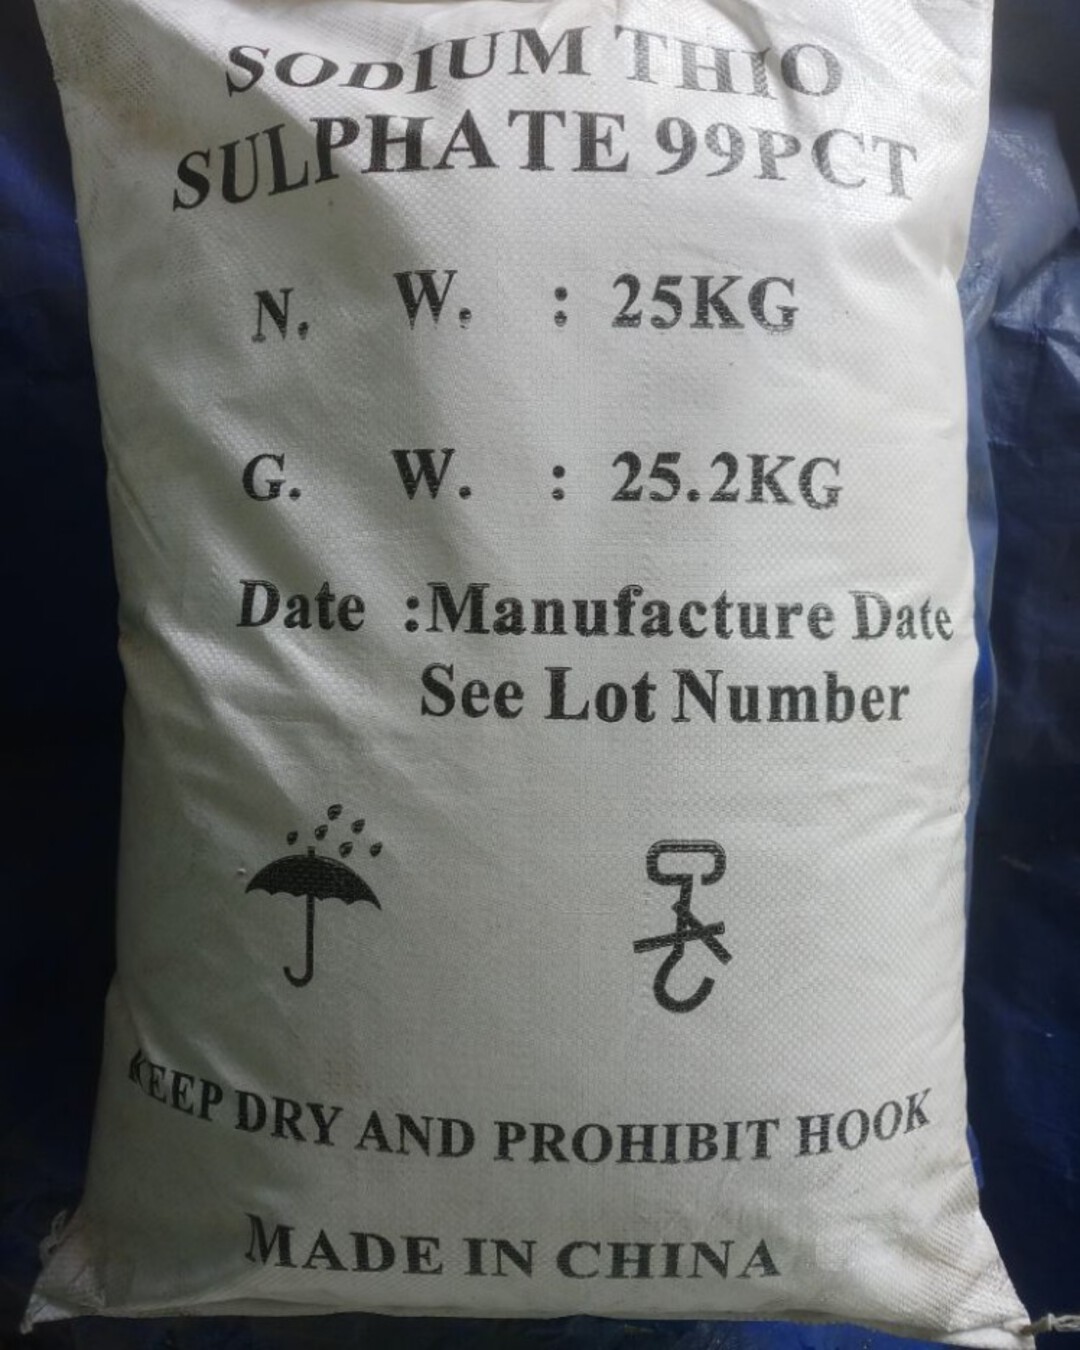 SODIUM THIO
SULPHATE 99PCT
N. W. : 25KG
G. W. : 25.2KG
Date :Manufacture Date
See Lot Number
KEEP DRY AND PROHIBIT HOOK
MADE IN CHINA